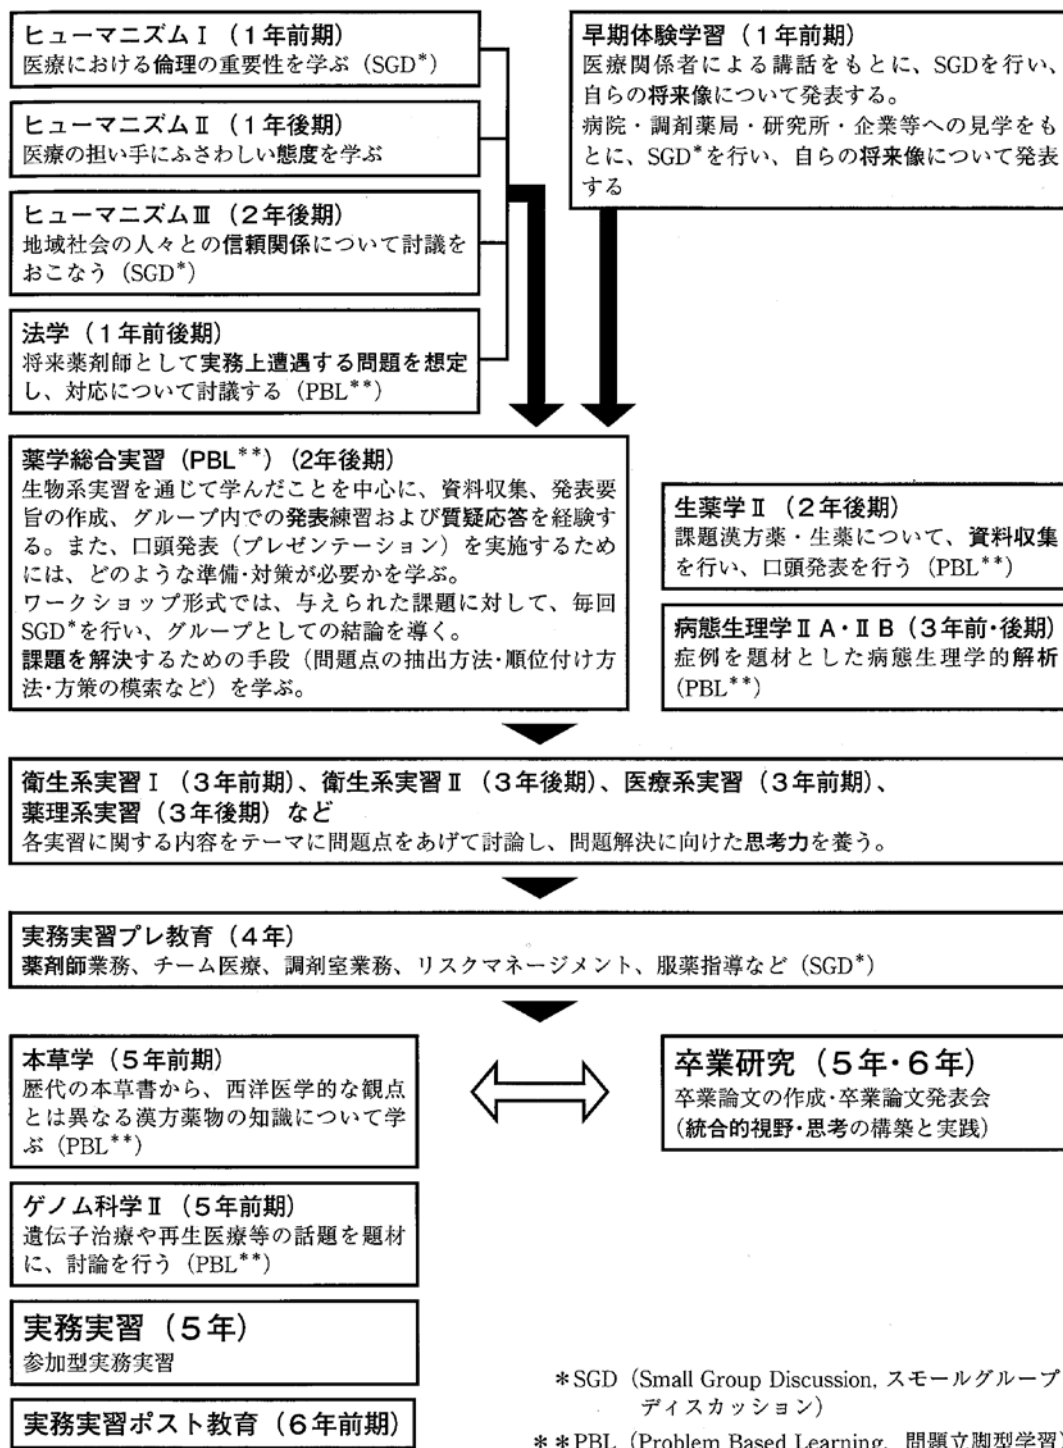 ヒューマニズムⅠ（1年前期）
医療における倫理の重要性を学ぶ（SGD*）
ヒューマニズムⅡ（1年後期）
医療の担い手にふさわしい態度を学ぶ
ヒューマニズムⅢ（2年後期）
地域社会の人々との信頼関係について討議を
おこなう（SGD*）
法学（1年前後期）
将来薬剤師として実務上遭遇する問題を想定
し、対応について討議する（PBL**）
早期体験学習（1年前期）
医療関係者による講話をもとに、SGDを行い、
自らの将来像について発表する。
病院・調剤薬局・研究所・企業等への見学をも
とに、SGD*を行い、自らの将来像について発表
する
薬学総合実習（PBL**）（2年後期）
生物系実習を通じて学んだことを中心に、資料収集、発表要
旨の作成、グループ内での発表練習および質疑応答を経験す
る。また、口頭発表（プレゼンテーション）を実施するため
には、どのような準備・対策が必要かを学ぶ。
ワークショップ形式では、与えられた課題に対して、毎回
SGD*を行い、グループとしての結論を導く。
課題を解決するための手段（問題点の抽出方法・順位付け方
法・方策の模索など）を学ぶ。
生薬学Ⅱ（2年後期）
課題漢方薬・生薬について、資料収集
を行い、口頭発表を行う（PBL**）
病態生理学ⅡA・ⅡB（3年前・後期）
症例を題材とした病態生理学的解析
（PBL**）
衛生系実習Ⅰ（3年前期）、衛生系実習Ⅱ（3年後期）、医療系実習（3年前期）、
薬理系実習（3年後期）など
各実習に関する内容をテーマに問題点をあげて討論し、問題解決に向けた思考力を養う。
実務実習プレ教育（4年）
薬剤師業務、チーム医療、調剤室業務、リスクマネージメント、服薬指導など（SGD*）
本草学（5年前期）
歴代の本草書から、西洋医学的な観点
とは異なる漢方薬物の知識について学
ぶ（PBL**）
卒業研究（5年・6年）
卒業論文の作成・卒業論文発表会
（統合的視野・思考の構築と実践）
ゲノム科学Ⅱ（5年前期）
遺伝子治療や再生医療等の話題を題材
に、討論を行う（PBL**）
実務実習（5年）
参加型実務実習
実務実習ポスト教育（6年前期）
*SGD（Small Group Discussion, スモールグループ
ディスカッション）
**PBL（Problem Based Learning, 問題立脚型学習）